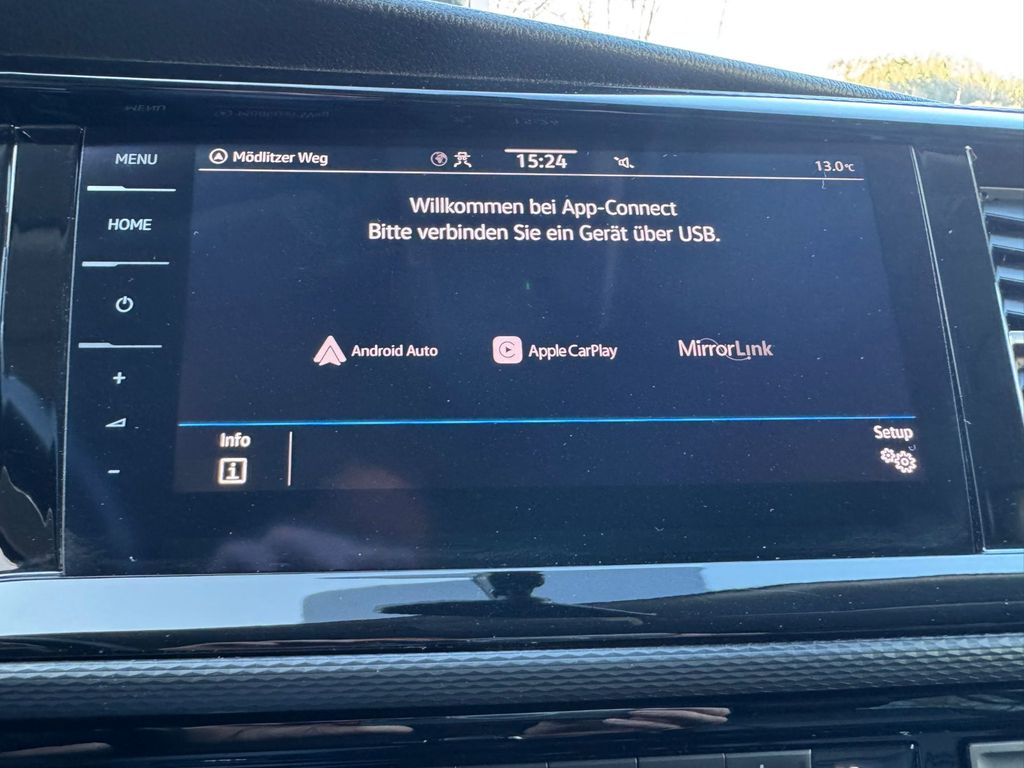 MENU
Mödlitzer Weg
15:24
13.0°C
HOME
Willkommen bei App-Connect
Bitte verbinden Sie ein Gerät über USB.
Android Auto
Apple CarPlay
MirrorLink
+
-
Info
i
Setup